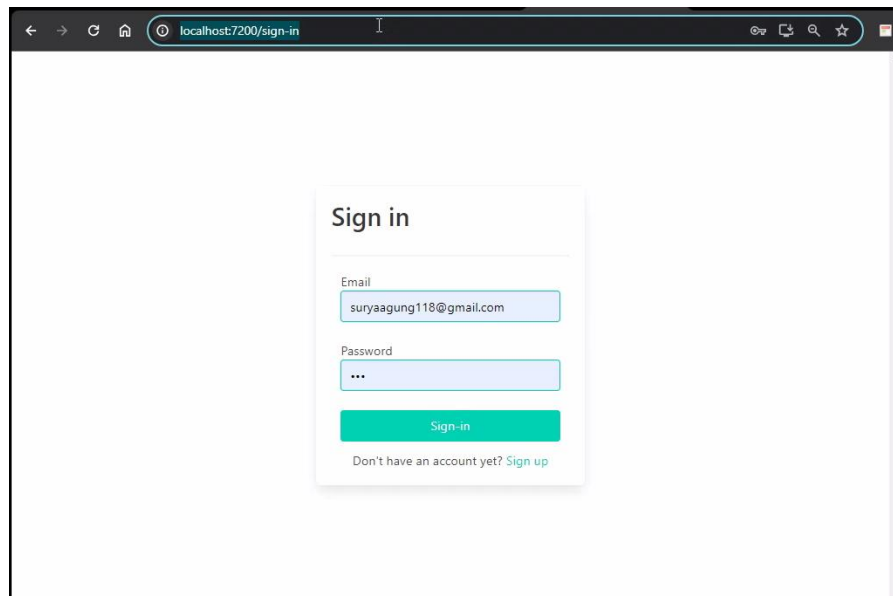 localhost:7200/sign-in
Sign in
Email
suryaagung118@gmail.com
Password
•••
Sign-in
Don't have an account yet? Sign up